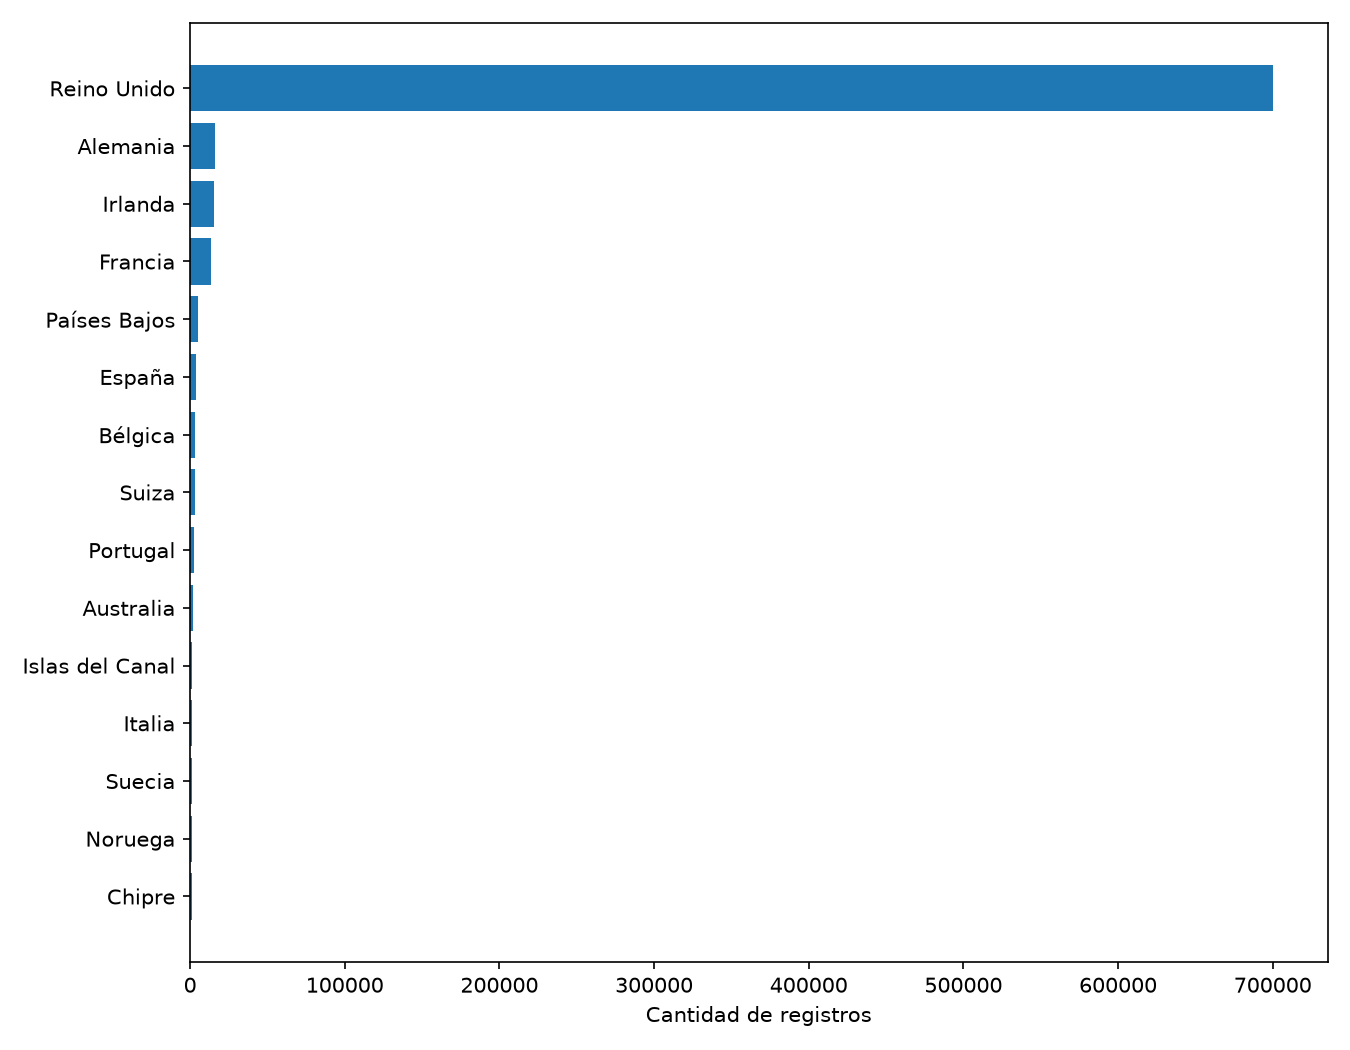 Reino Unido
Alemania
Irlanda
Francia
Países Bajos
España
Bélgica
Suiza
Portugal
Australia
Islas del Canal
Italia
Suecia
Noruega
Chipre
0 100000 200000 300000 400000 500000 600000 700000
Cantidad de registros